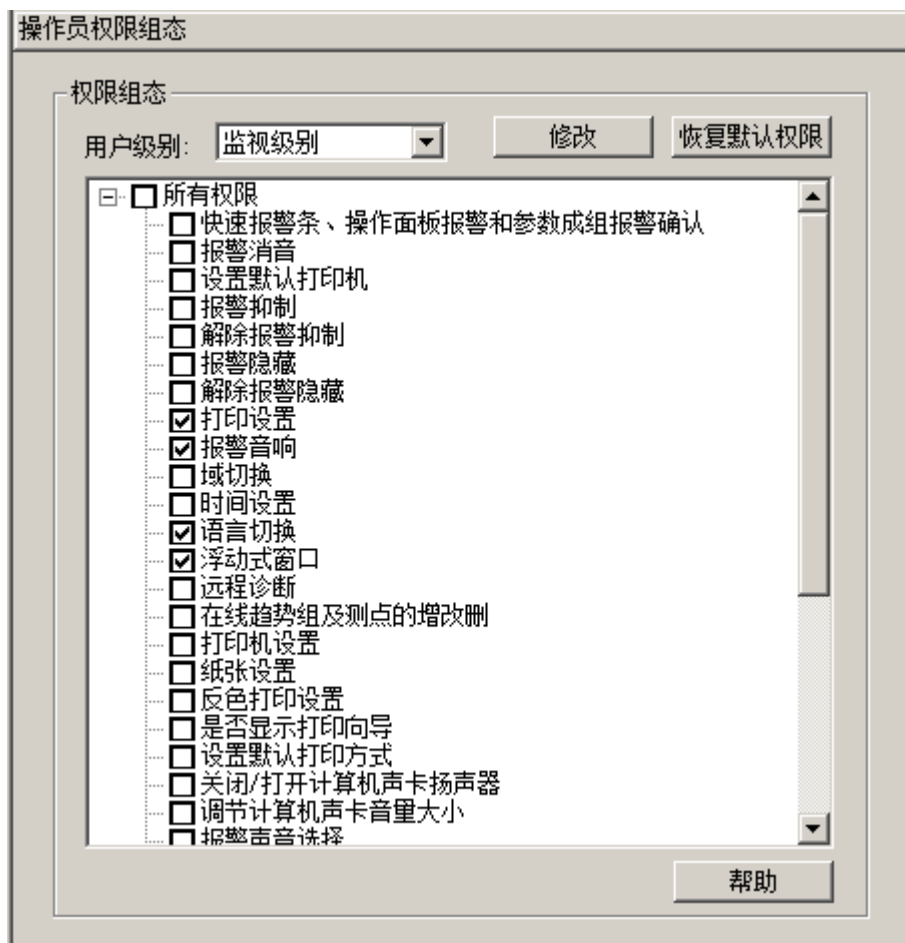 操作员权限组态
权限组态
用户级别: 监视级别 修改 恢复默认权限
所有权限
快速报警条、操作面板报警和参数成组报警确认
报警消音
设置默认打印机
报警抑制
解除报警抑制
报警隐藏
解除报警隐藏
打印设置
报警音响
域切换
时间设置
语言切换
浮动式窗口
远程诊断
在线趋势组及测点的增改删
打印机设置
纸张设置
反色打印设置
是否显示打印向导
设置默认打印方式
关闭/打开计算机声卡扬声器
调节计算机声卡音量大小
报警声音选择
帮助